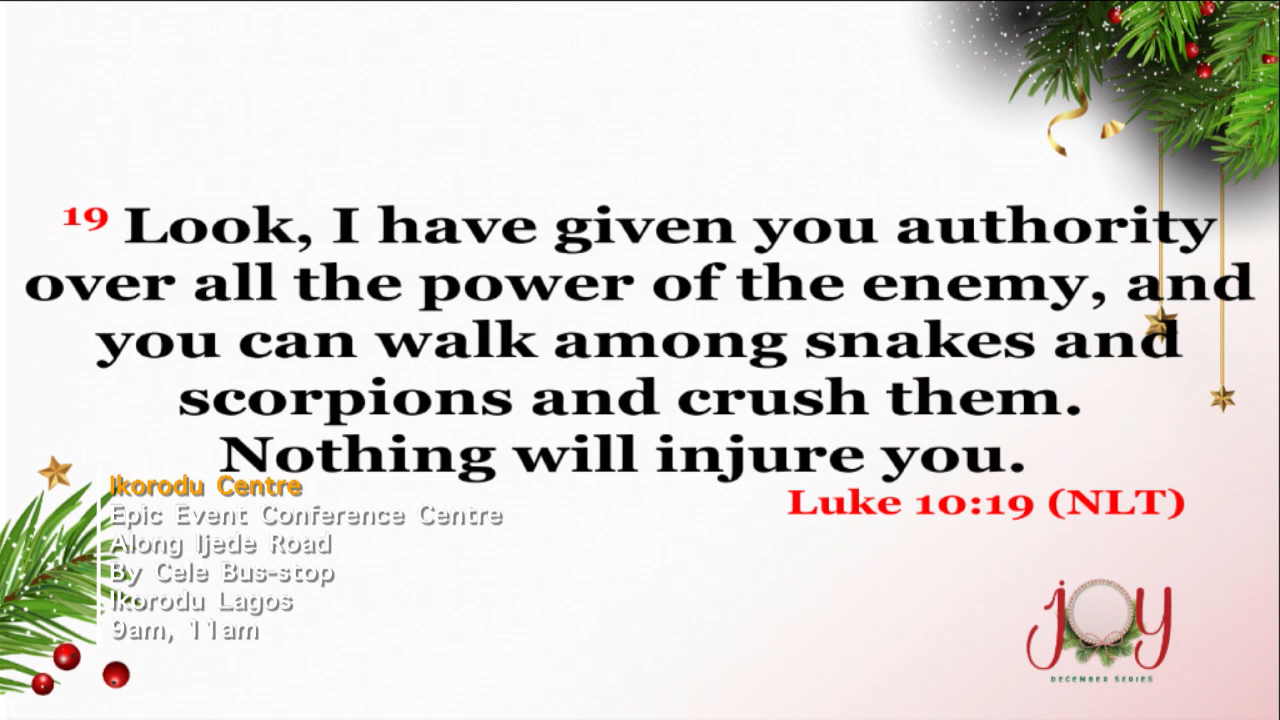 19 Look, I have given you authority
over all the power of the enemy, and
you can walk among snakes and
scorpions and crush them.
Nothing will injure you.
Luke 10:19 (NLT)
Ikorodu Centre
Epic Event Conference Centre
Along Ijede Road
By Cele Bus-stop
Ikorodu Lagos
9am, 11am
joy
DECEMBER SERIES